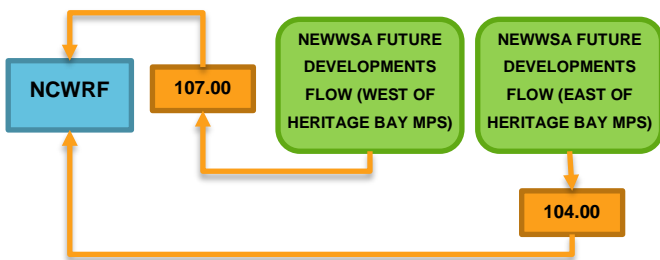 NCWRF
107.00
NEWWSA FUTURE
DEVELOPMENTS
FLOW (WEST OF
HERITAGE BAY MPS)
NEWWSA FUTURE
DEVELOPMENTS
FLOW (EAST OF
HERITAGE BAY MPS)
104.00